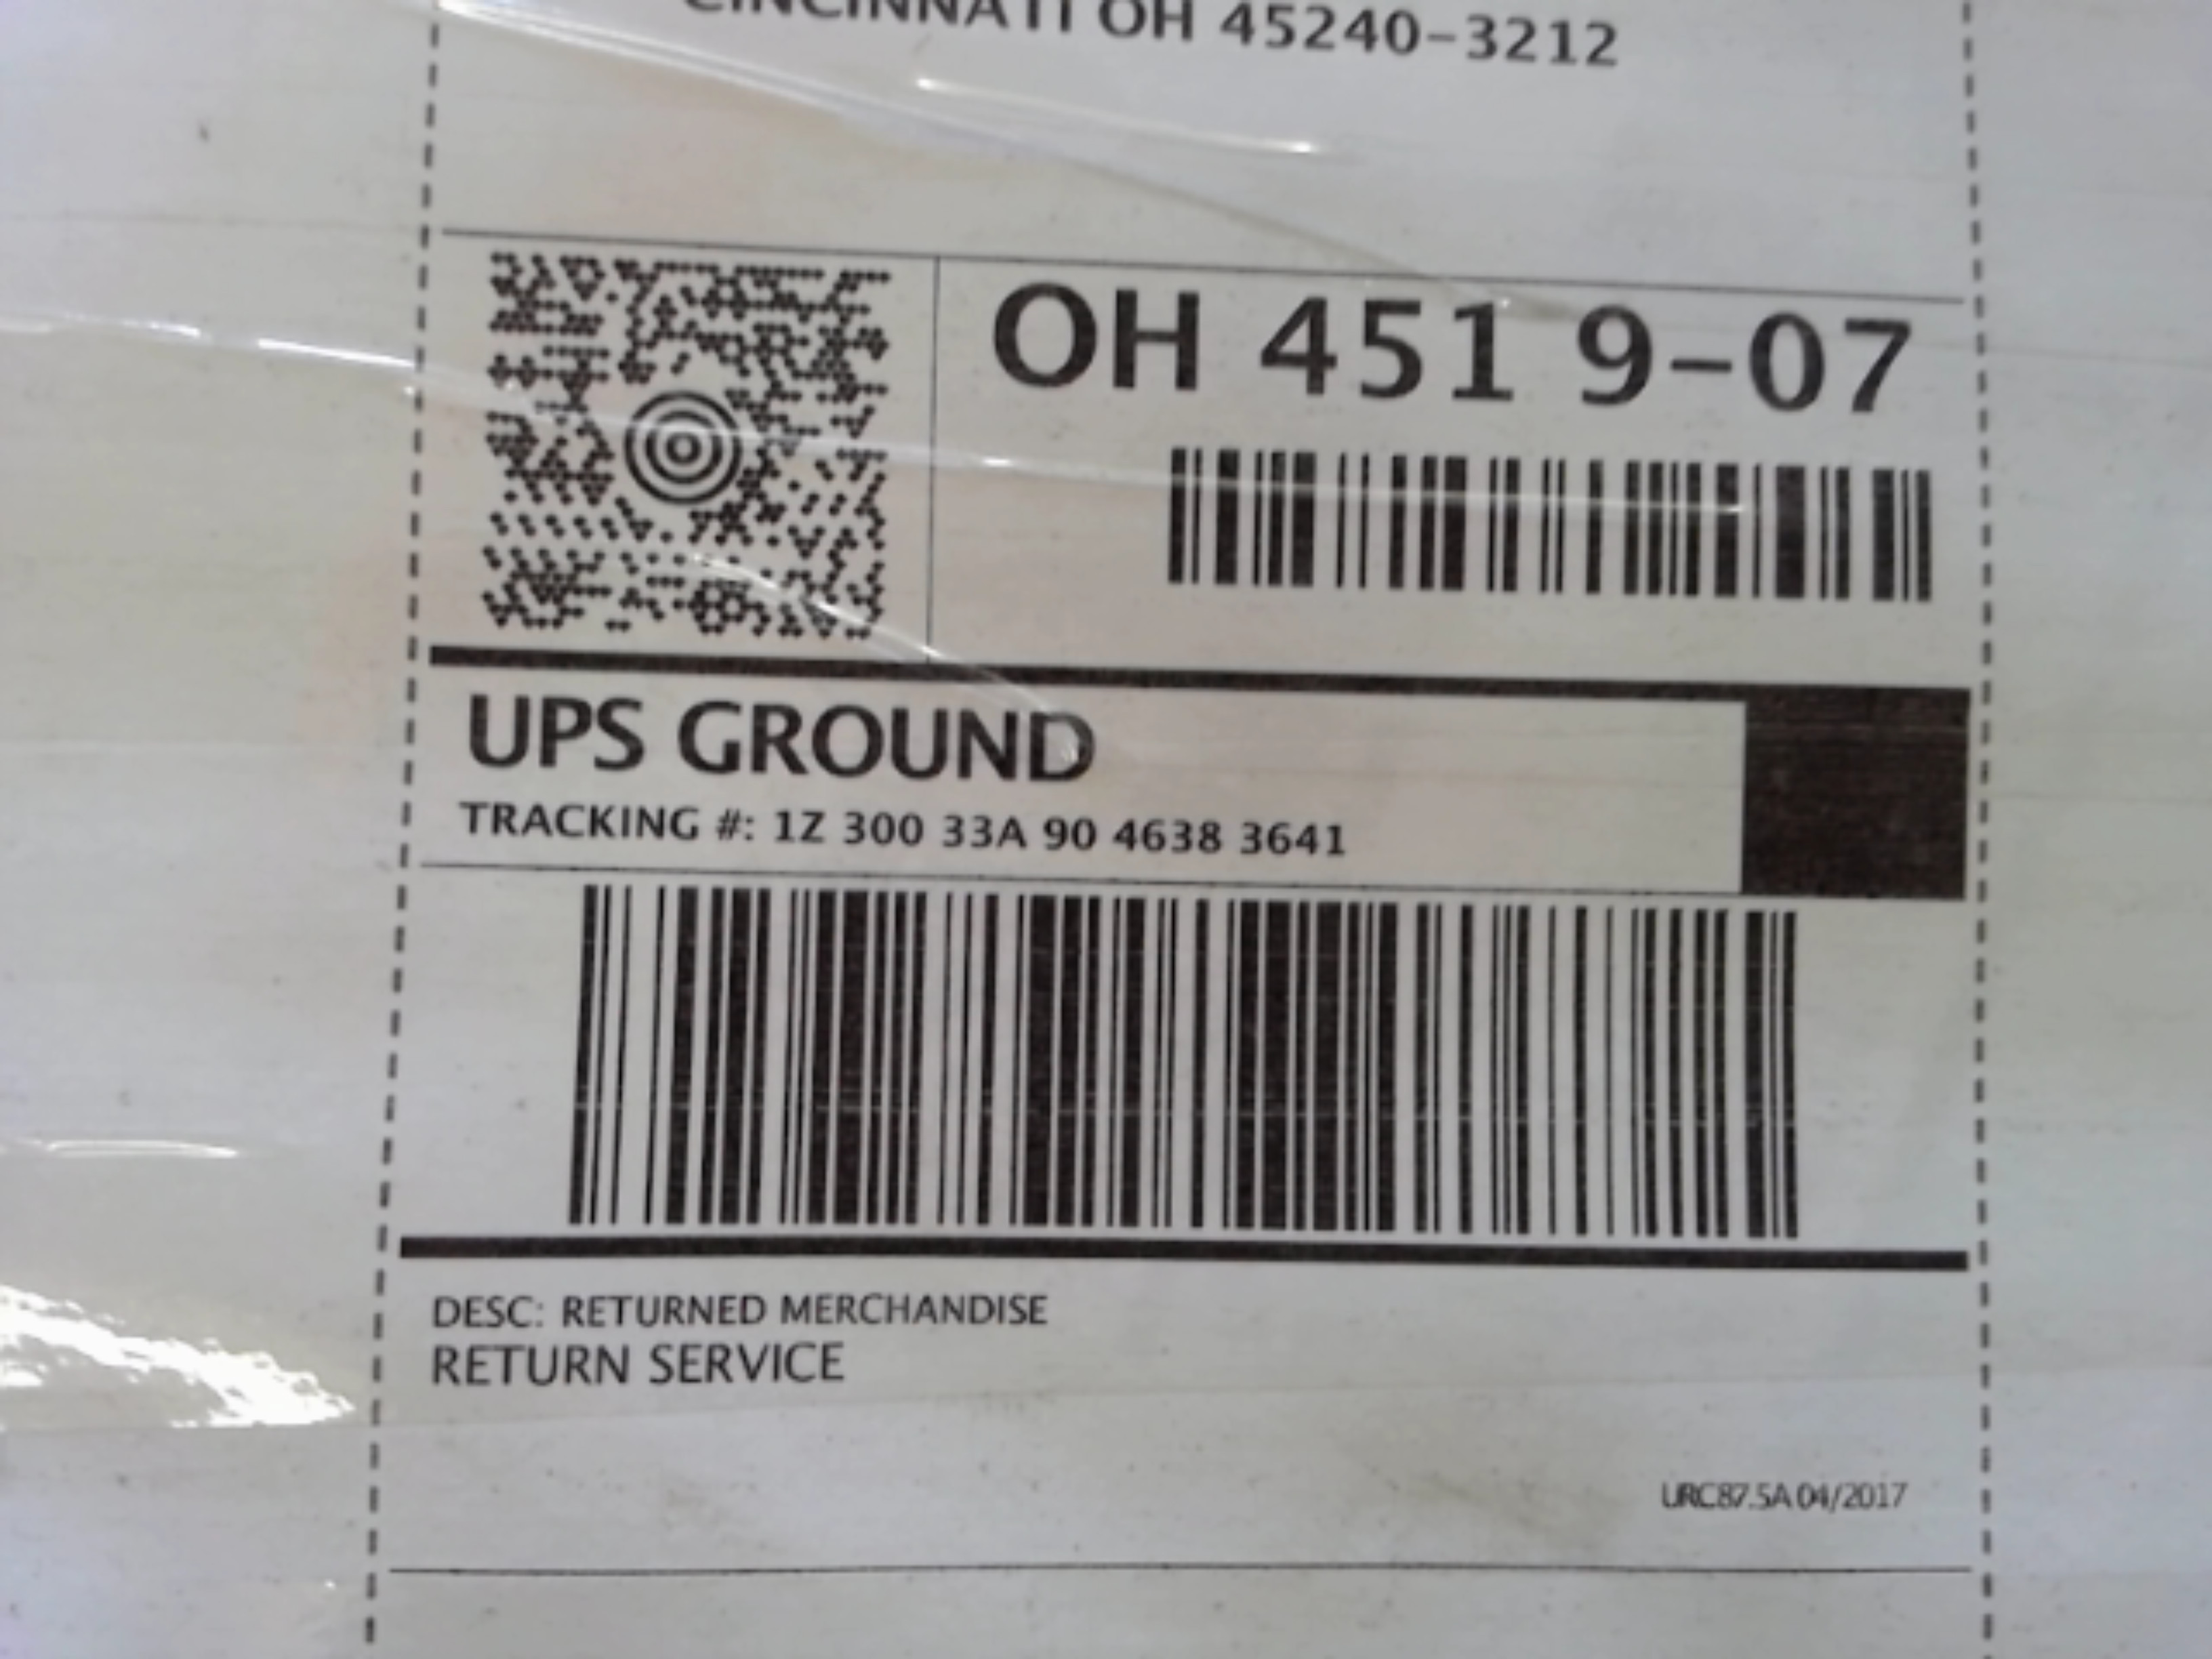 CINCINNATI OH 45240-3212
OH 451 9-07
UPS GROUND
TRACKING #: 1Z 300 33A 90 4638 3641
DESC: RETURNED MERCHANDISE
RETURN SERVICE
URC87.5A 04/2017